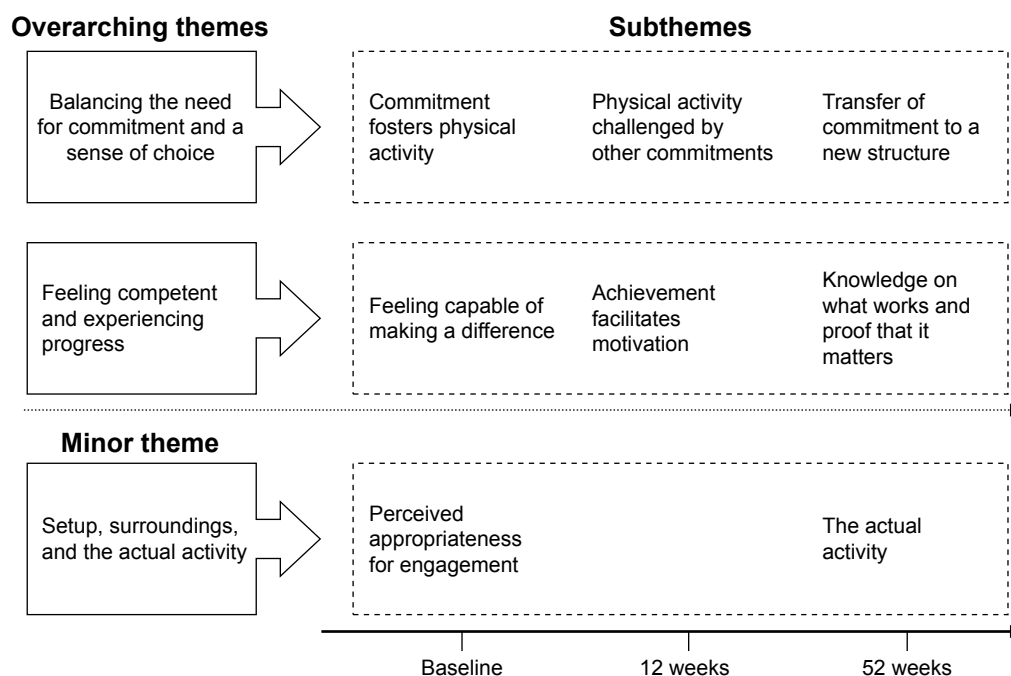 Overarching themes
Subthemes
Balancing the need
for commitment and a
sense of choice
Commitment
fosters physical
activity
Physical activity
challenged by
other commitments
Transfer of
commitment to a
new structure
Feeling competent
and experiencing
progress
Feeling capable of
making a difference
Achievement
facilitates
motivation
Knowledge on
what works and
proof that it
matters
Minor theme
Setup, surroundings,
and the actual activity
Perceived
appropriateness
for engagement
The actual
activity
Baseline
12 weeks
52 weeks